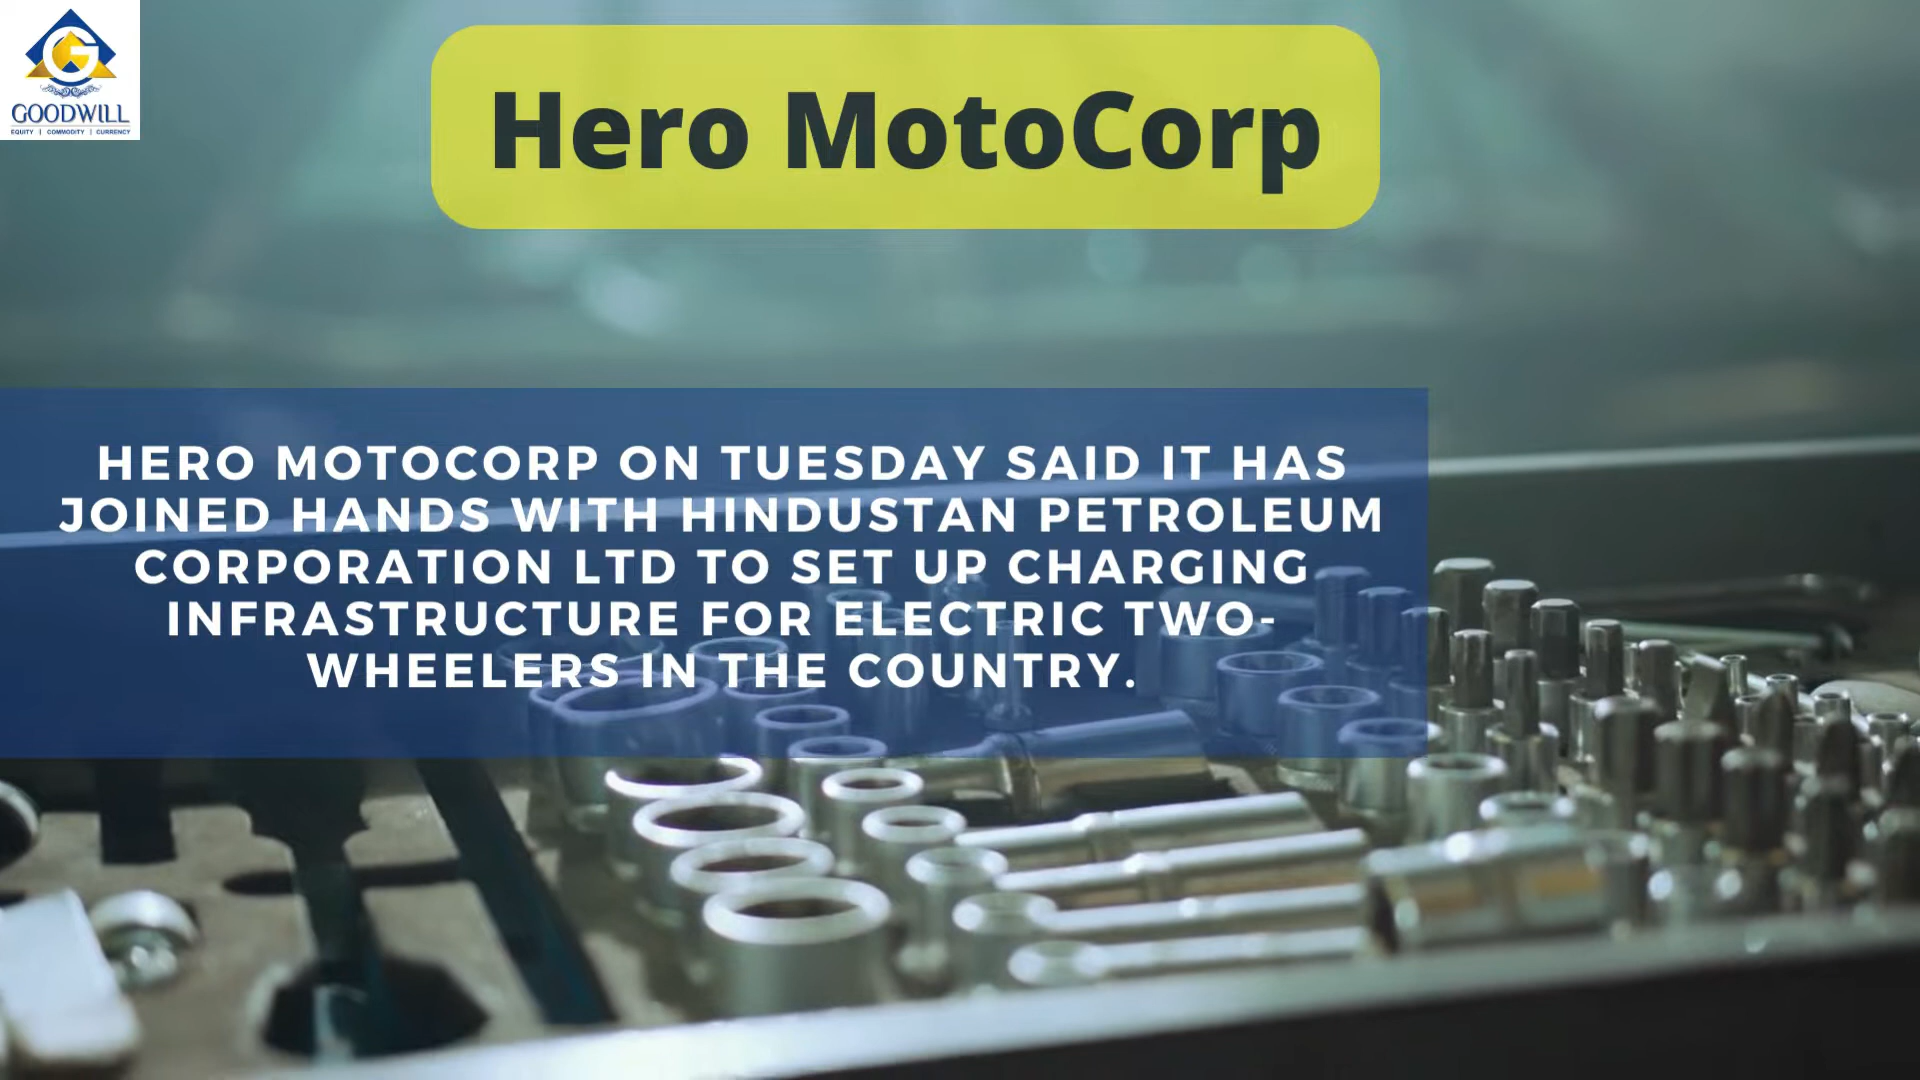 GOODWILL
EQUITY | COMMODITY | CURRENCY
Hero MotoCorp
HERO MOTOCORP ON TUESDAY SAID IT HAS
JOINED HANDS WITH HINDUSTAN PETROLEUM
CORPORATION LTD TO SET UP CHARGING
INFRASTRUCTURE FOR ELECTRIC TWO-
WHEELERS IN THE COUNTRY.